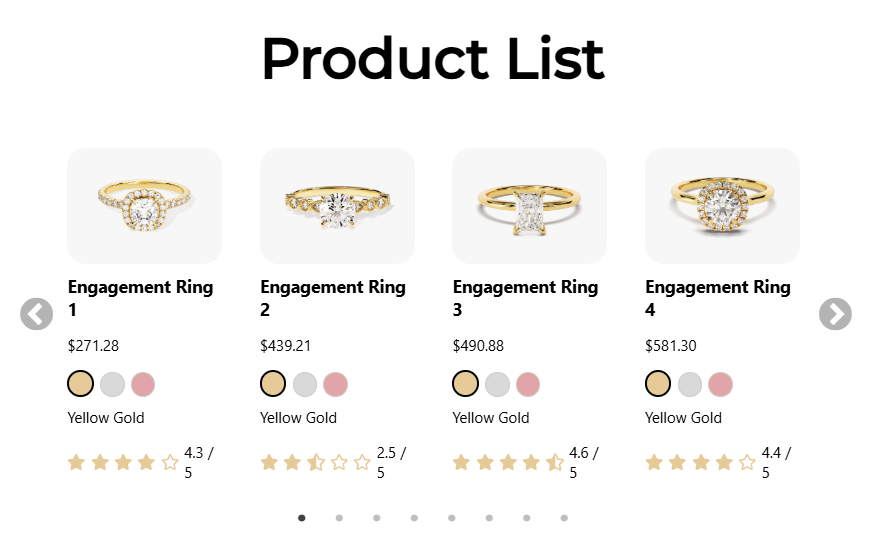 Product List
Engagement Ring
1
$271.28
Yellow Gold
4.3 /
5
Engagement Ring
2
$439.21
Yellow Gold
2.5 /
5
Engagement Ring
3
$490.88
Yellow Gold
4.6 /
5
Engagement Ring
4
$581.30
Yellow Gold
4.4 /
5